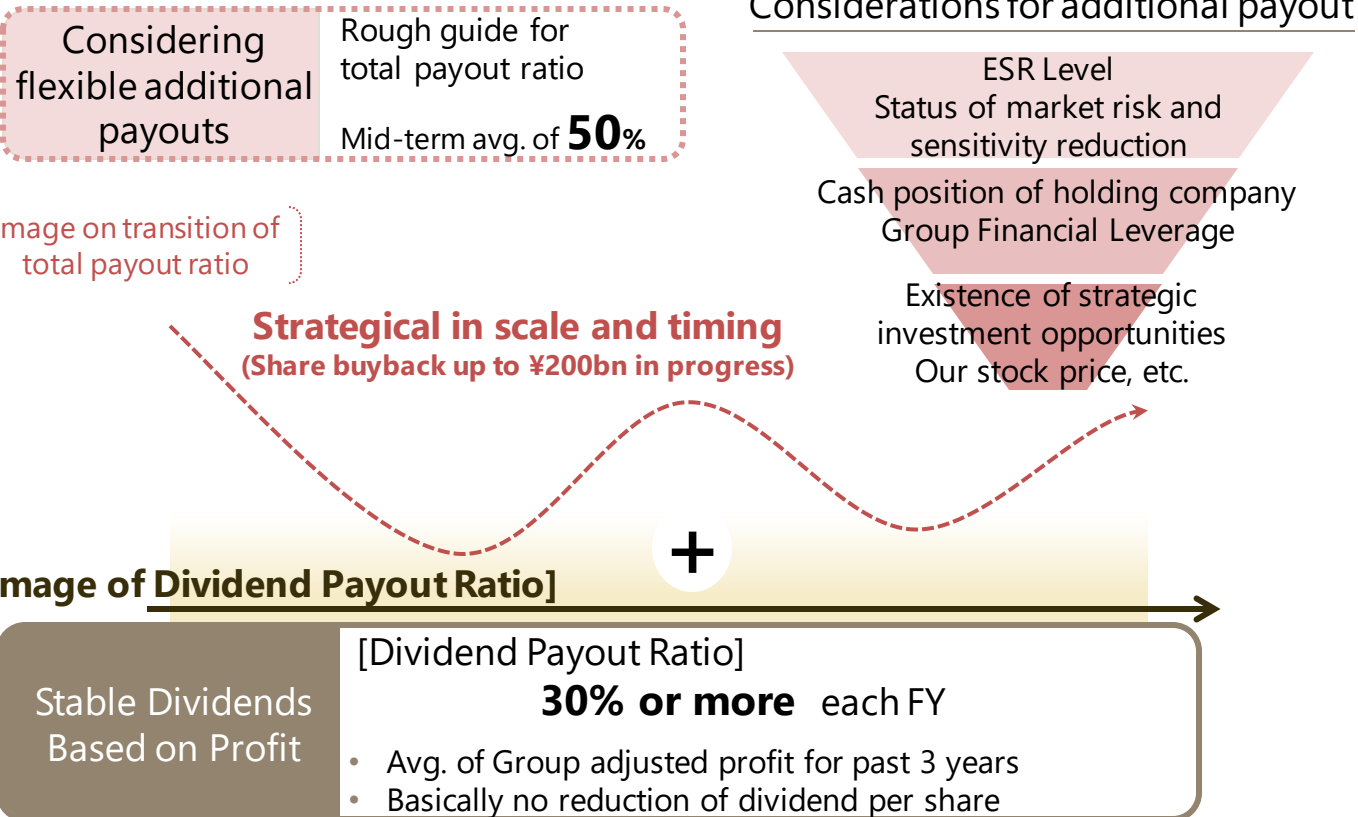 Considering
flexible additional
payouts
Rough guide for
total payout ratio
Mid-term avg. of 50%
Considerations for additional payout
ESR Level
Status of market risk and
sensitivity reduction
Cash position of holding company
Group Financial Leverage
Existence of strategic
investment opportunities
Our stock price, etc.
mage on transition of
total payout ratio
Strategical in scale and timing
(Share buyback up to ¥200bn in progress)
+
mage of Dividend Payout Ratio]
Stable Dividends
Based on Profit
[Dividend Payout Ratio]
30% or more each FY
• Avg. of Group adjusted profit for past 3 years
• Basically no reduction of dividend per share